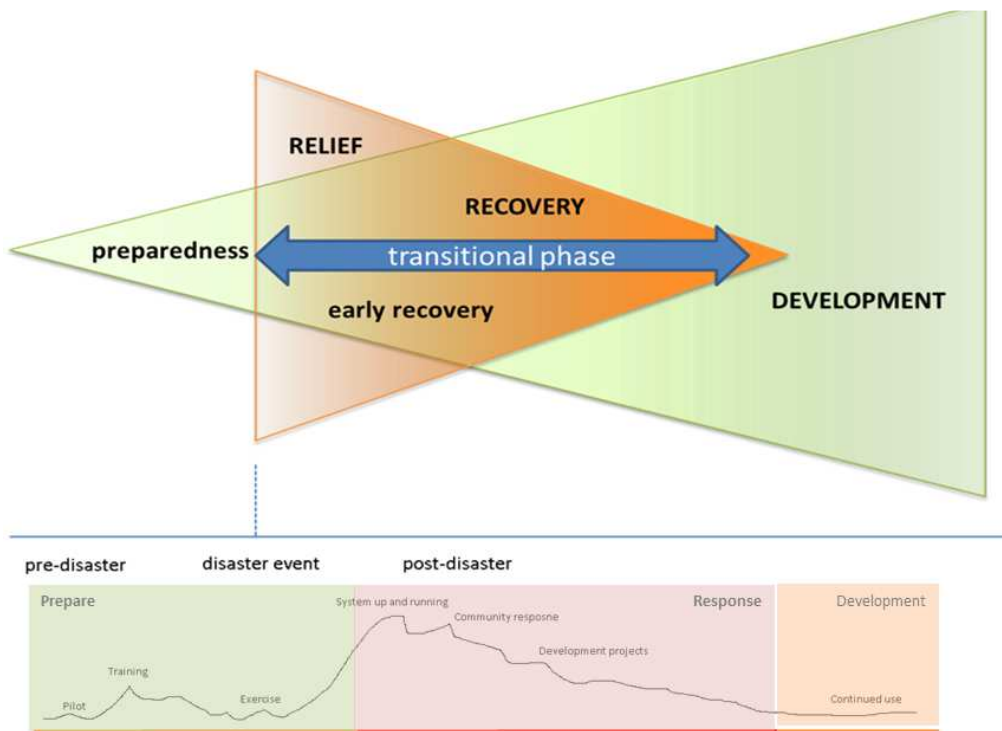 RELIEF
RECOVERY
preparedness
transitional phase
early recovery
DEVELOPMENT
pre-disaster
disaster event
post-disaster
Prepare
Response
Development
System up and running
Community resposne
Development projects
Training
Pilot
Exercise
Continued use